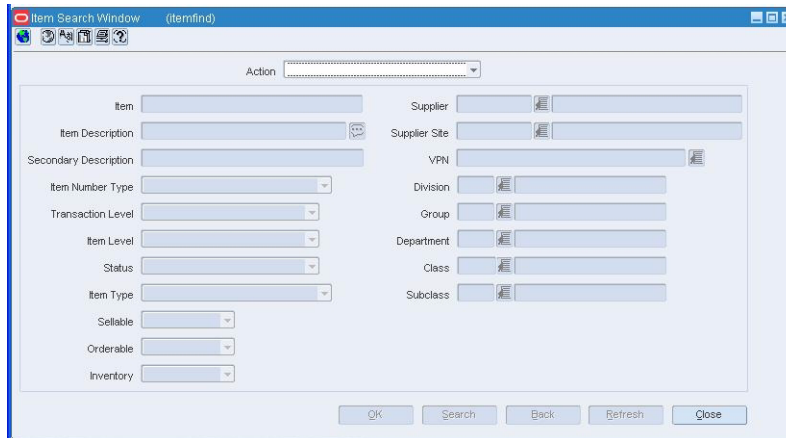 Item Search Window (itemfind)
Action
Item
Item Description
Secondary Description
Item Number Type
Transaction Level
Item Level
Status
Item Type
Sellable
Orderable
Inventory
Supplier
Supplier Site
VPN
Division
Group
Department
Class
Subclass
OK Search Back Refresh Close